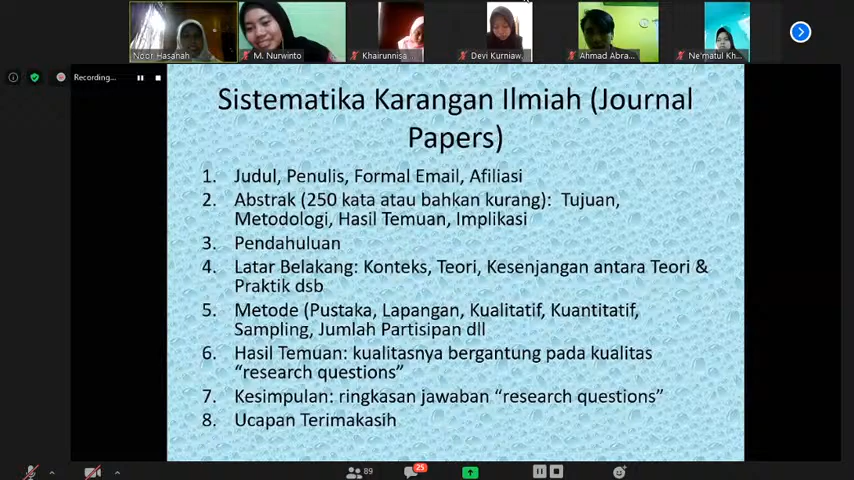 Noor Hasanah
M. Nurwinto
Khairunnisa...
Devi Kurniaw...
Ahmad Abra...
Ne'matul Kh...
Recording...
Sistematika Karangan Ilmiah (Journal
Papers)
1. Judul, Penulis, Formal Email, Afiliasi
2. Abstrak (250 kata atau bahkan kurang): Tujuan,
Metodologi, Hasil Temuan, Implikasi
3. Pendahuluan
4. Latar Belakang: Konteks, Teori, Kesenjangan antara Teori &
Praktik dsb
5. Metode (Pustaka, Lapangan, Kualitatif, Kuantitatif,
Sampling, Jumlah Partisipan dll
6. Hasil Temuan: kualitasnya bergantung pada kualitas
“research questions”
7. Kesimpulan: ringkasan jawaban “research questions”
8. Ucapan Terimakasih
89
25